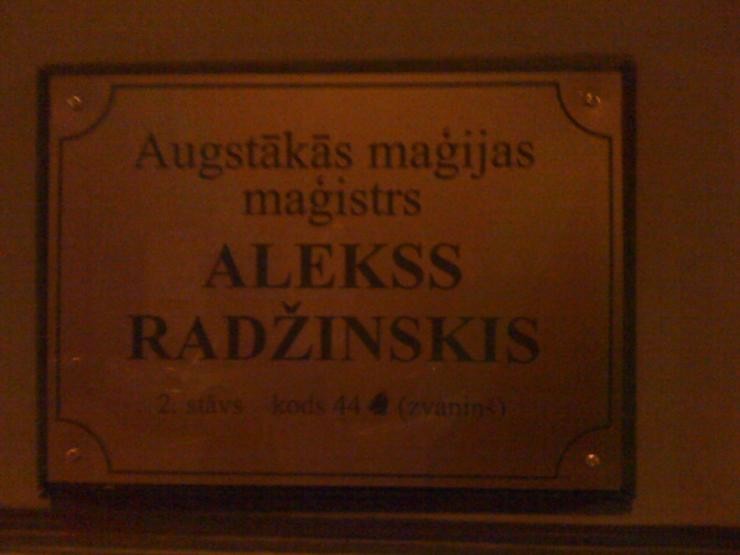 Augstākās maģijas
maģistrs
ALEKSS
RADŽINSKIS
2. stāvs kods 44 (zvaniņš)